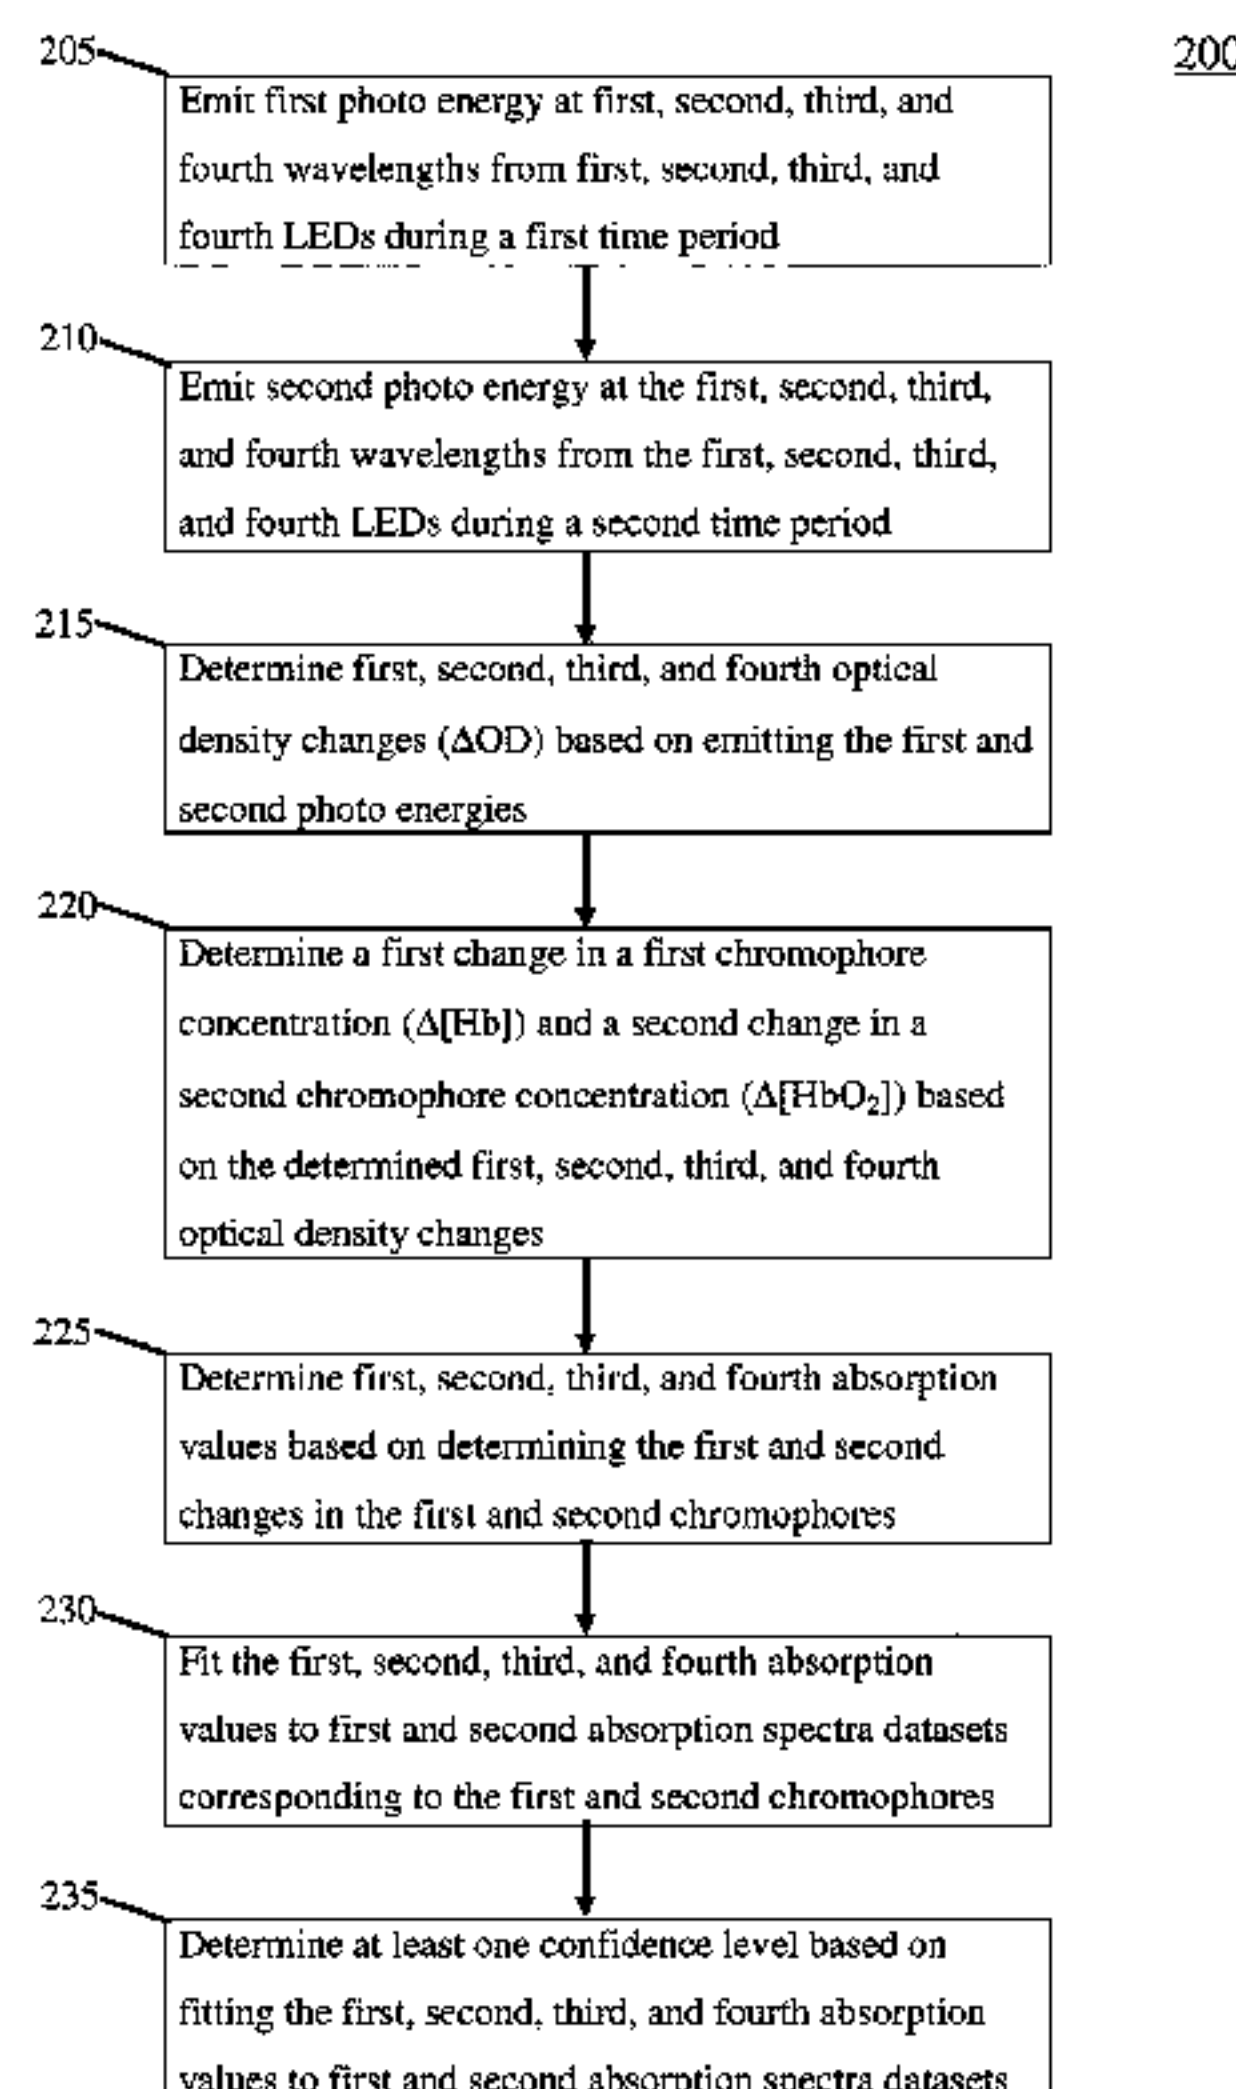 205
200
Emit first photo energy at first, second, third, and
fourth wavelengths from first, second, third, and
fourth LEDs during a first time period
210
Emit second photo energy at the first, second, third,
and fourth wavelengths from the first, second, third,
and fourth LEDs during a second time period
215
Determine first, second, third, and fourth optical
density changes (ΔOD) based on emitting the first and
second photo energies
220
Determine a first change in a first chromophore
concentration (Δ[Hb]) and a second change in a
second chromophore concentration (Δ[HbO₂]) based
on the determined first, second, third, and fourth
optical density changes
225
Determine first, second, third, and fourth absorption
values based on determining the first and second
changes in the first and second chromophores
230
Fit the first, second, third, and fourth absorption
values to first and second absorption spectra datasets
corresponding to the first and second chromophores
235
Determine at least one confidence level based on
fitting the first, second, third, and fourth absorption
values to first and second absorption spectra datasets